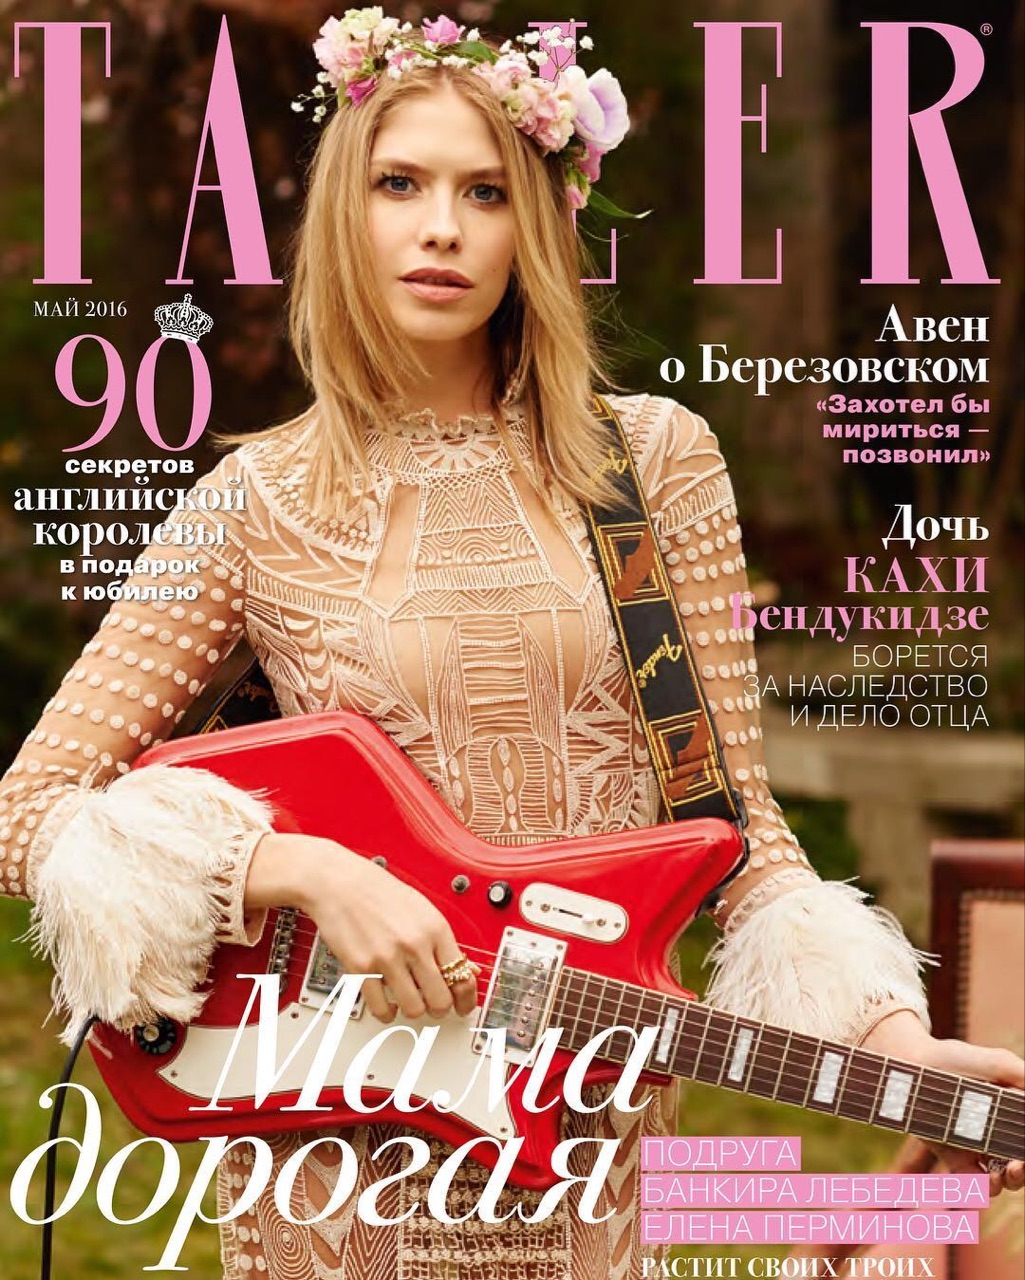 TATLER
®
МАЙ 2016
90
секретов
английской
королевы
в подарок
к юбилею
Авен
о Березовском
«Захотел бы
мириться —
позвонил»
Дочь
КАХИ
Бендукидзе
БОРЕТСЯ
ЗА НАСЛЕДСТВО
И ДЕЛО ОТЦА
Fender
Мама
дорогая
ПОДРУГА
БАНКИРА ЛЕБЕДЕВА
ЕЛЕНА ПЕРМИНОВА
РАСТИТ СВОИХ ТРОИХ